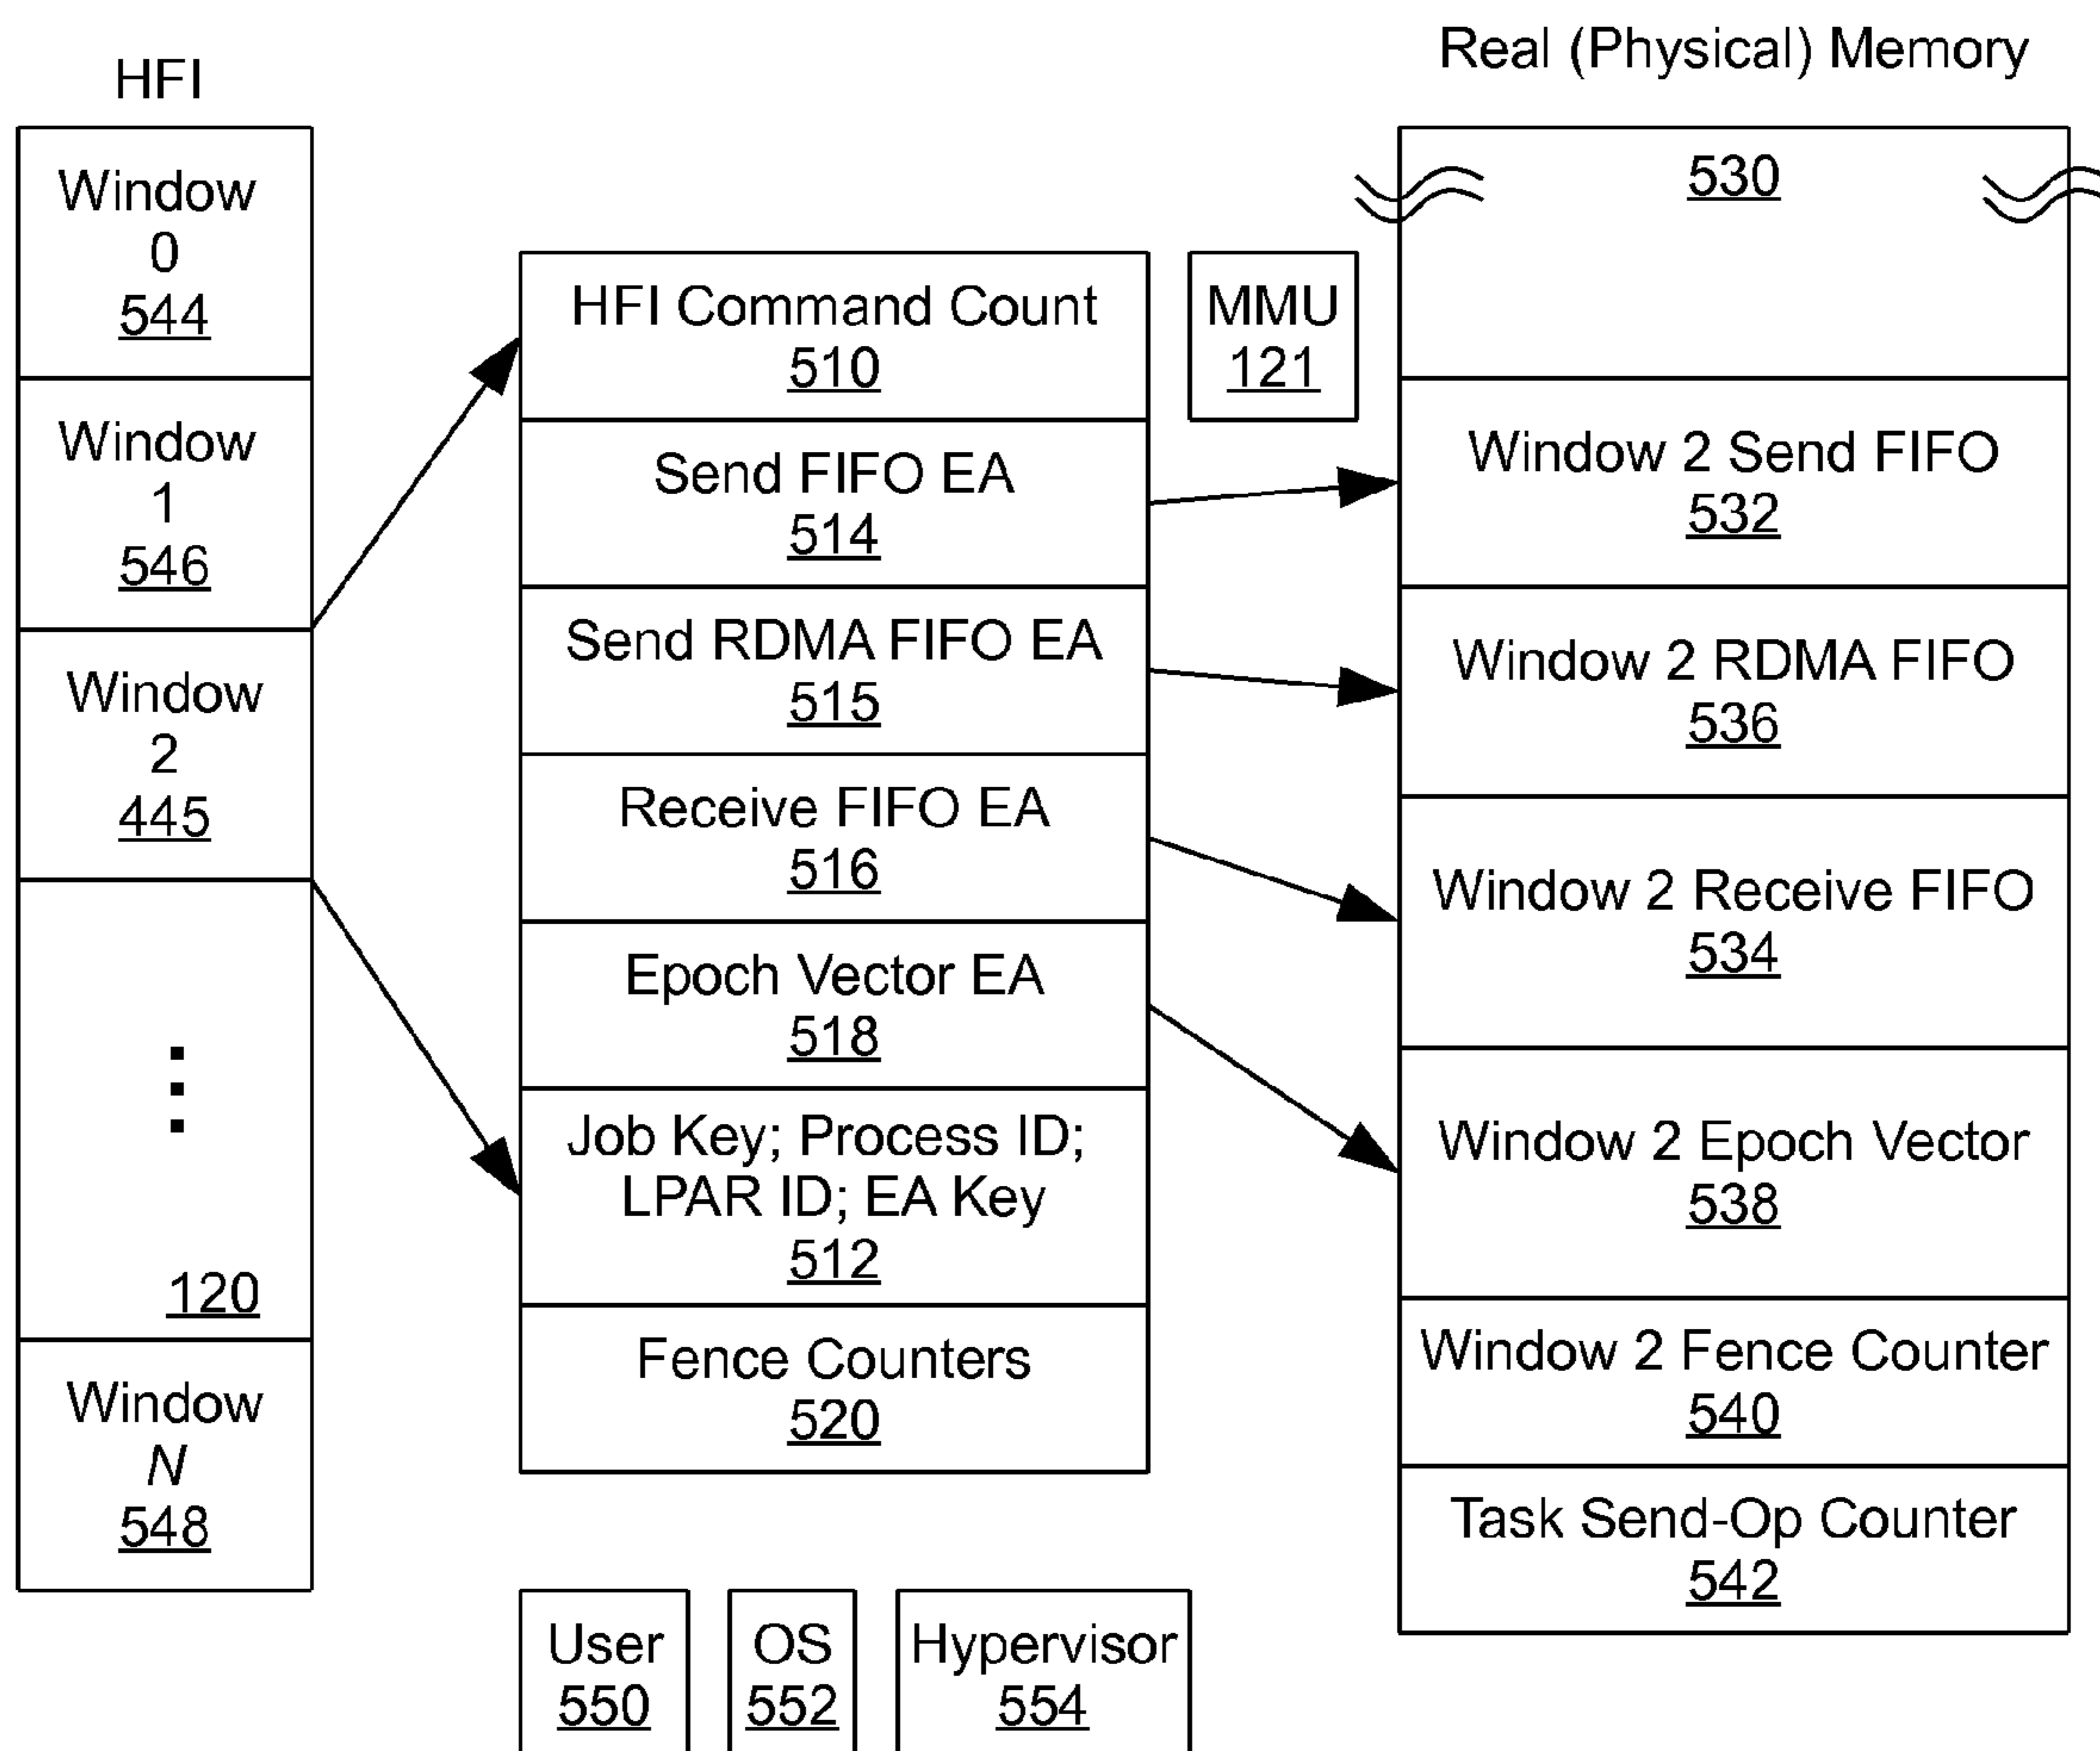 HFI
Window
0
544
Window
1
546
Window
2
445
120
Window
N
548
HFI Command Count
510
Send FIFO EA
514
Send RDMA FIFO EA
515
Receive FIFO EA
516
Epoch Vector EA
518
Job Key; Process ID;
LPAR ID; EA Key
512
Fence Counters
520
MMU
121
Real (Physical) Memory
530
Window 2 Send FIFO
532
Window 2 RDMA FIFO
536
Window 2 Receive FIFO
534
Window 2 Epoch Vector
538
Window 2 Fence Counter
540
Task Send-Op Counter
542
User
550
OS
552
Hypervisor
554